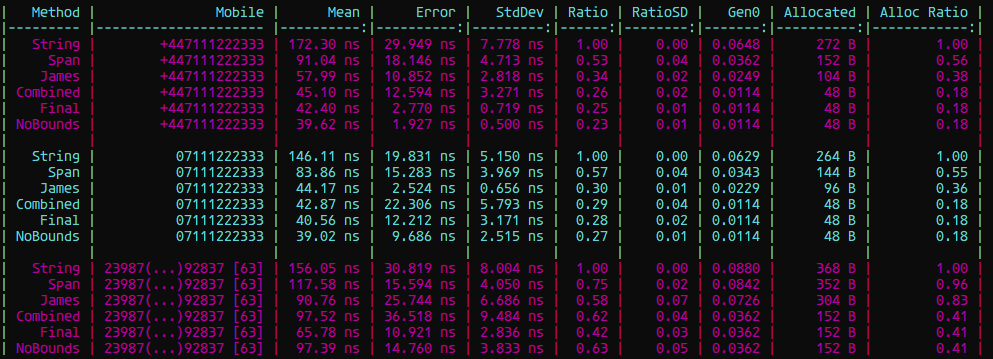 | Method | Mobile | Mean | Error | StdDev | Ratio | RatioSD | Gen0 | Allocated | Alloc Ratio |
|--------- |--------------------- |----------:|----------:|---------:|------:|--------:|-------:|----------:|------------:|
| String | +447111222333 | 172.30 ns | 29.949 ns | 7.778 ns | 1.00 | 0.00 | 0.0648 | 272 B | 1.00 |
| Span | +447111222333 | 91.04 ns | 18.146 ns | 4.713 ns | 0.53 | 0.04 | 0.0362 | 152 B | 0.56 |
| James | +447111222333 | 57.99 ns | 10.852 ns | 2.818 ns | 0.34 | 0.02 | 0.0249 | 104 B | 0.38 |
| Combined | +447111222333 | 45.10 ns | 12.594 ns | 3.271 ns | 0.26 | 0.02 | 0.0114 | 48 B | 0.18 |
| Final | +447111222333 | 42.40 ns | 2.770 ns | 0.719 ns | 0.25 | 0.01 | 0.0114 | 48 B | 0.18 |
| NoBounds | +447111222333 | 39.62 ns | 1.927 ns | 0.500 ns | 0.23 | 0.01 | 0.0114 | 48 B | 0.18 |
| | | | | | | | | | |
| String | 07111222333 | 146.11 ns | 19.831 ns | 5.150 ns | 1.00 | 0.00 | 0.0629 | 264 B | 1.00 |
| Span | 07111222333 | 83.86 ns | 15.283 ns | 3.969 ns | 0.57 | 0.04 | 0.0343 | 144 B | 0.55 |
| James | 07111222333 | 44.17 ns | 2.524 ns | 0.656 ns | 0.30 | 0.01 | 0.0229 | 96 B | 0.36 |
| Combined | 07111222333 | 42.87 ns | 22.306 ns | 5.793 ns | 0.29 | 0.04 | 0.0114 | 48 B | 0.18 |
| Final | 07111222333 | 40.56 ns | 12.212 ns | 3.171 ns | 0.28 | 0.02 | 0.0114 | 48 B | 0.18 |
| NoBounds | 07111222333 | 39.02 ns | 9.686 ns | 2.515 ns | 0.27 | 0.01 | 0.0114 | 48 B | 0.18 |
| | | | | | | | | | |
| String | 23987(...)92837 [63] | 156.05 ns | 30.819 ns | 8.004 ns | 1.00 | 0.00 | 0.0880 | 368 B | 1.00 |
| Span | 23987(...)92837 [63] | 117.58 ns | 15.594 ns | 4.050 ns | 0.75 | 0.02 | 0.0842 | 352 B | 0.96 |
| James | 23987(...)92837 [63] | 90.76 ns | 25.744 ns | 6.686 ns | 0.58 | 0.07 | 0.0726 | 304 B | 0.83 |
| Combined | 23987(...)92837 [63] | 97.52 ns | 36.518 ns | 9.484 ns | 0.62 | 0.04 | 0.0362 | 152 B | 0.41 |
| Final | 23987(...)92837 [63] | 65.78 ns | 10.921 ns | 2.836 ns | 0.42 | 0.03 | 0.0362 | 152 B | 0.41 |
| NoBounds | 23987(...)92837 [63] | 97.39 ns | 14.760 ns | 3.833 ns | 0.63 | 0.05 | 0.0362 | 152 B | 0.41 |